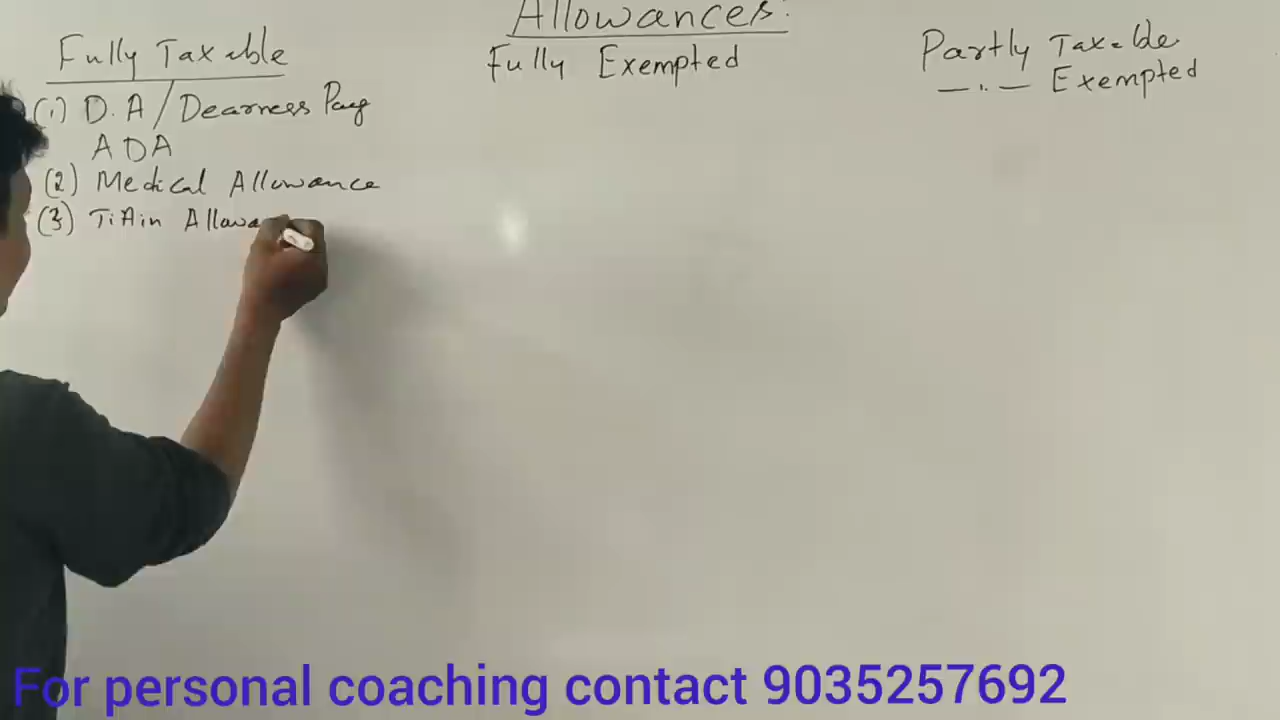 Allowances:
Fully Taxable
Fully Exempted
Partly Taxable
—.— Exempted
(1) D.A / Dearness Pay
ADA
(2) Medical Allowance
(3) Tiffin Allowa
For personal coaching contact 9035257692